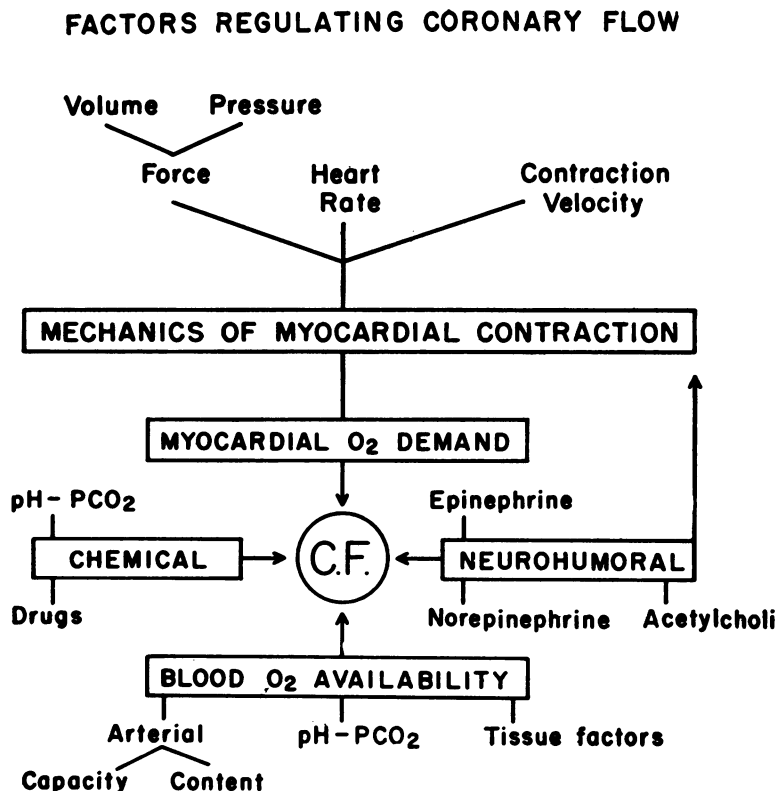 FACTORS REGULATING CORONARY FLOW
Volume Pressure
Force Heart Rate Contraction Velocity
MECHANICS OF MYOCARDIAL CONTRACTION
MYOCARDIAL O2 DEMAND
pH-PCO2 Epinephrine
CHEMICAL C.F. NEUROHUMORAL
Drugs Norepinephrine Acetylcholi
BLOOD O2 AVAILABILITY
Arterial pH-PCO2 Tissue factors
Capacity Content